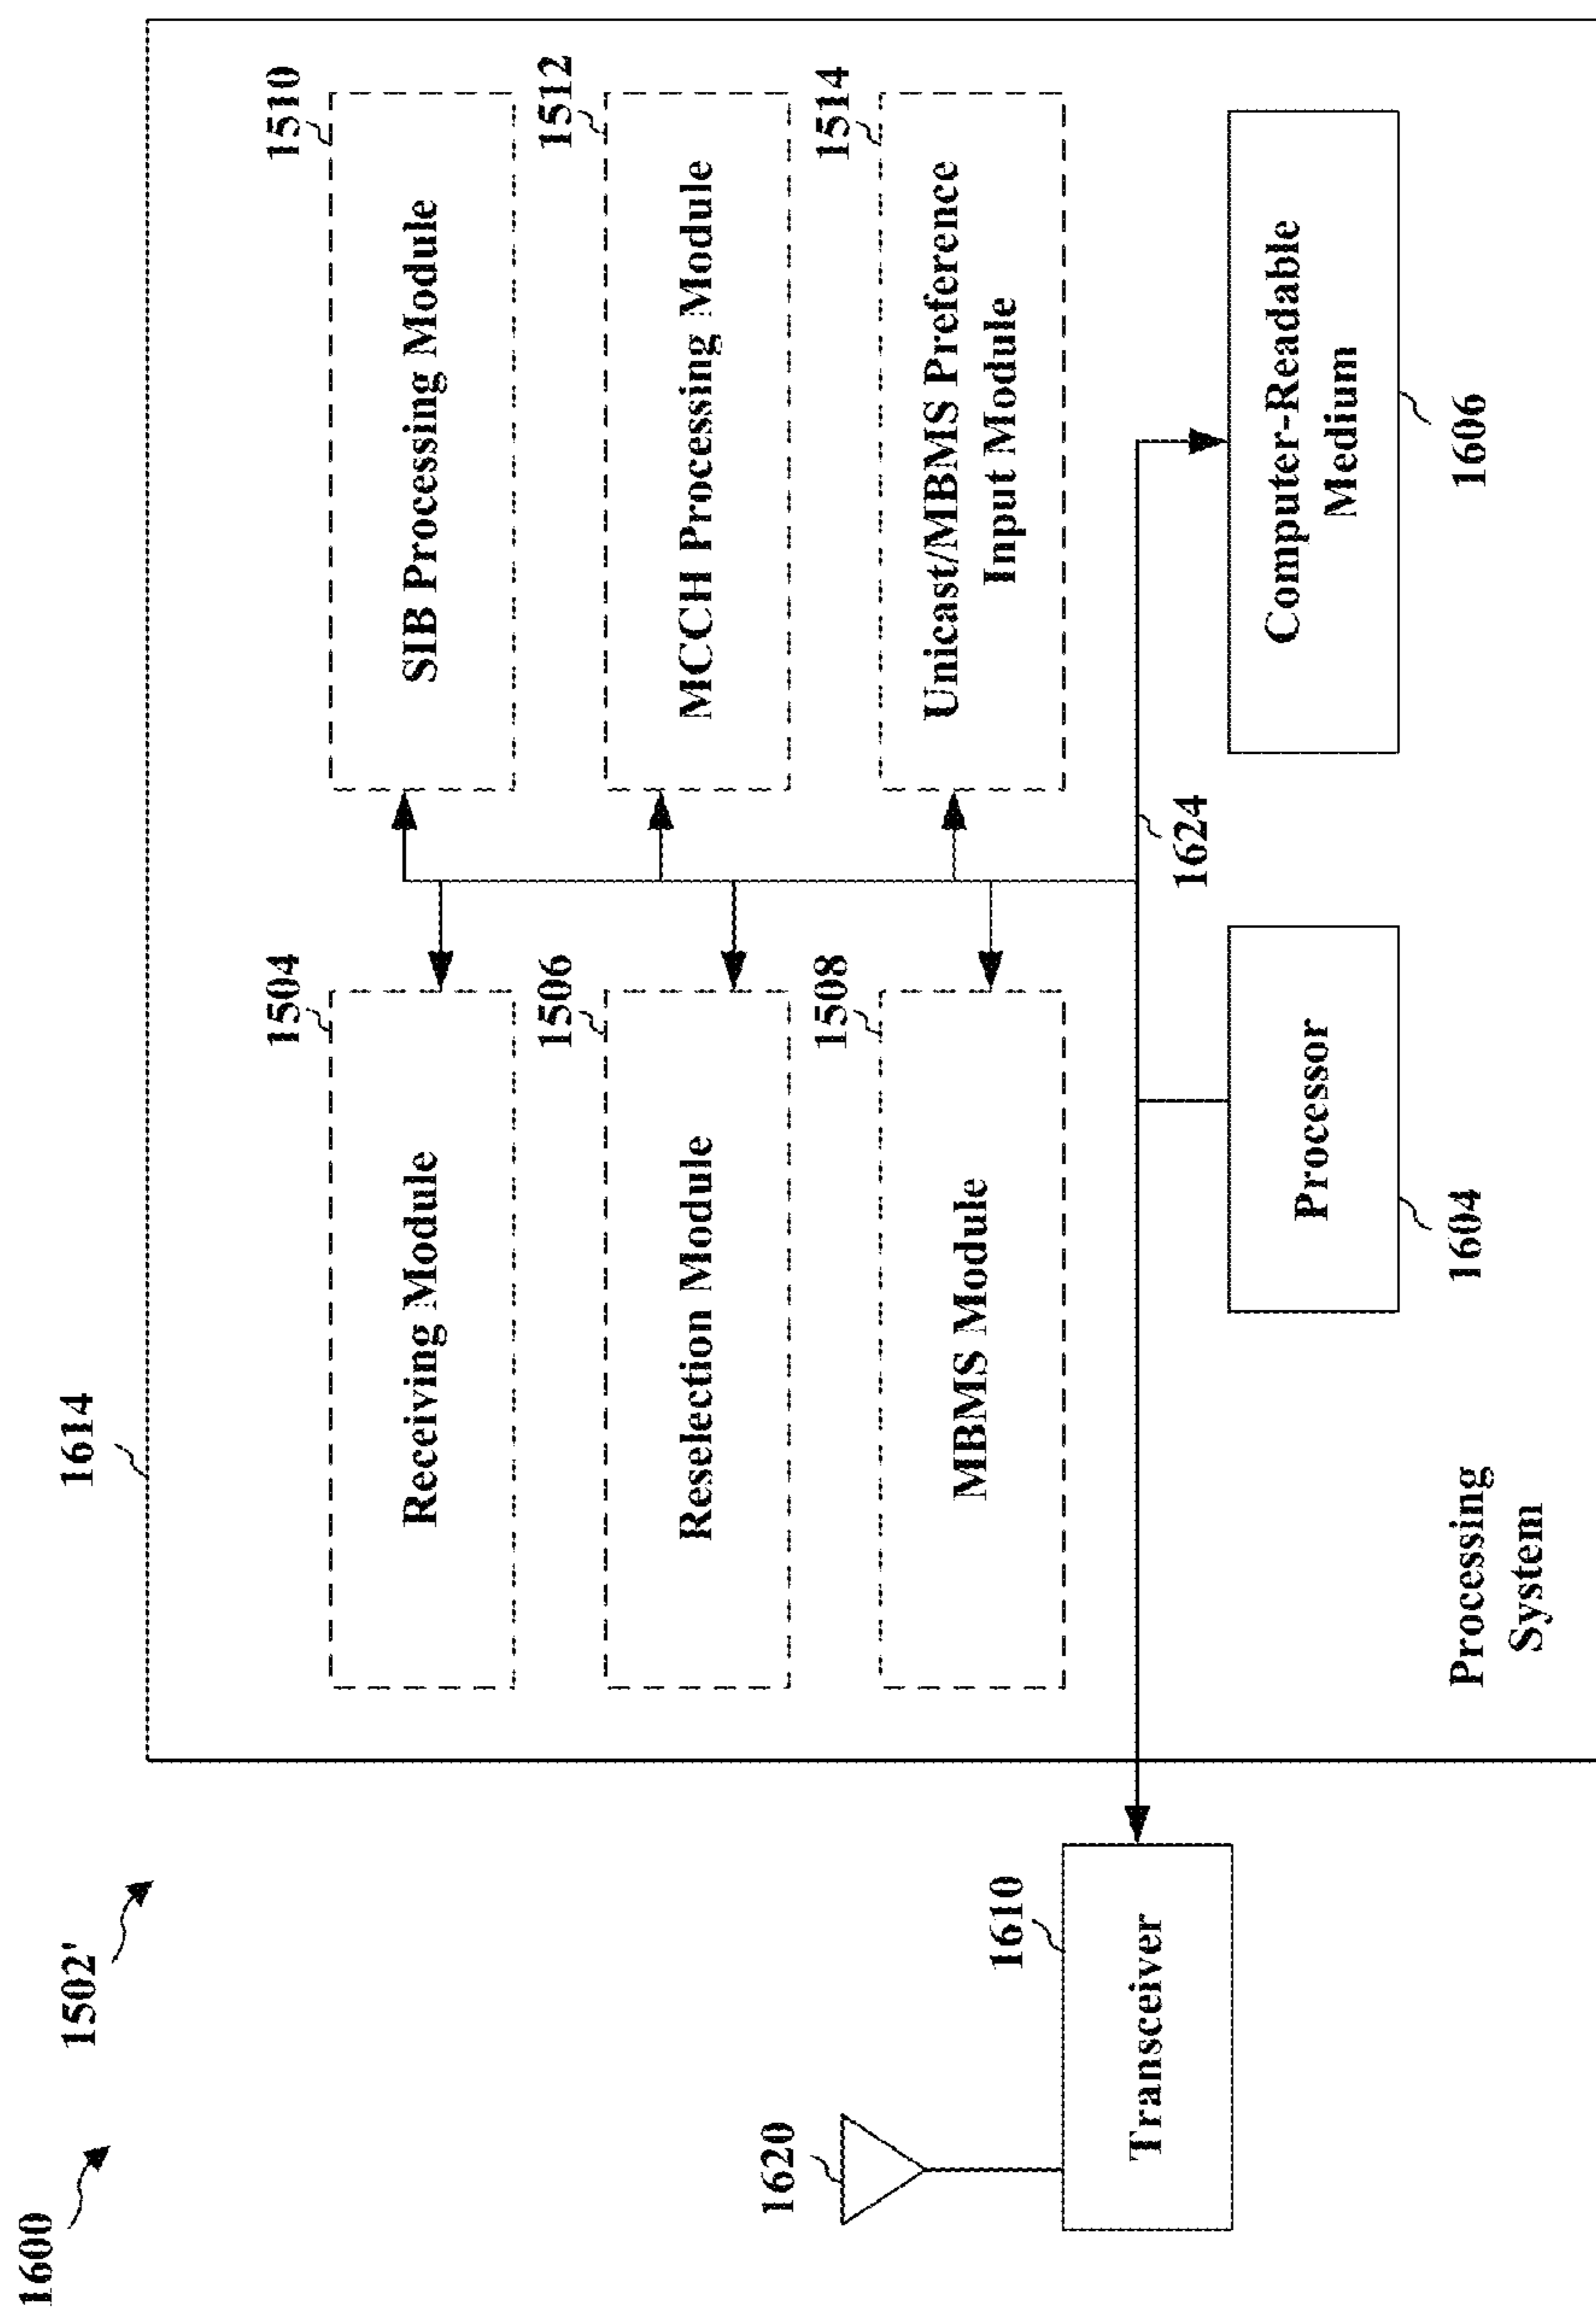 1600
1502'
1614
1504
Receiving Module
1510
SIB Processing Module
1506
Reselection Module
1512
MCCH Processing Module
1508
MBMS Module
1514
Unicast/MBMS Preference
Input Module
1620
1610
Transceiver
1624
Processor
1604
Computer-Readable
Medium
1606
Processing
System